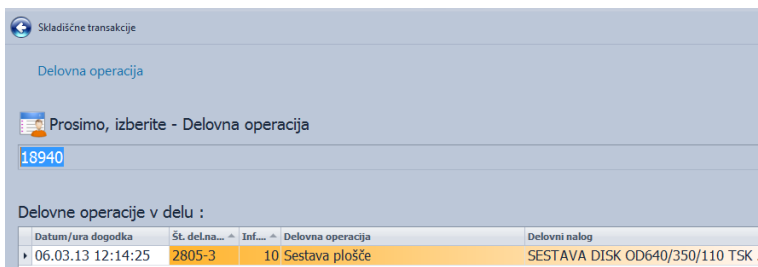 Skladiščne transakcije
Delovna operacija
Prosimo, izberite - Delovna operacija
18940
Delovne operacije v delu :
Datum/ura dogodka Št. del.na... Inf.... Delovna operacija Delovni nalog
06.03.13 12:14:25 2805-3 10 Sestava plošče SESTAVA DISK OD640/350/110 TSK